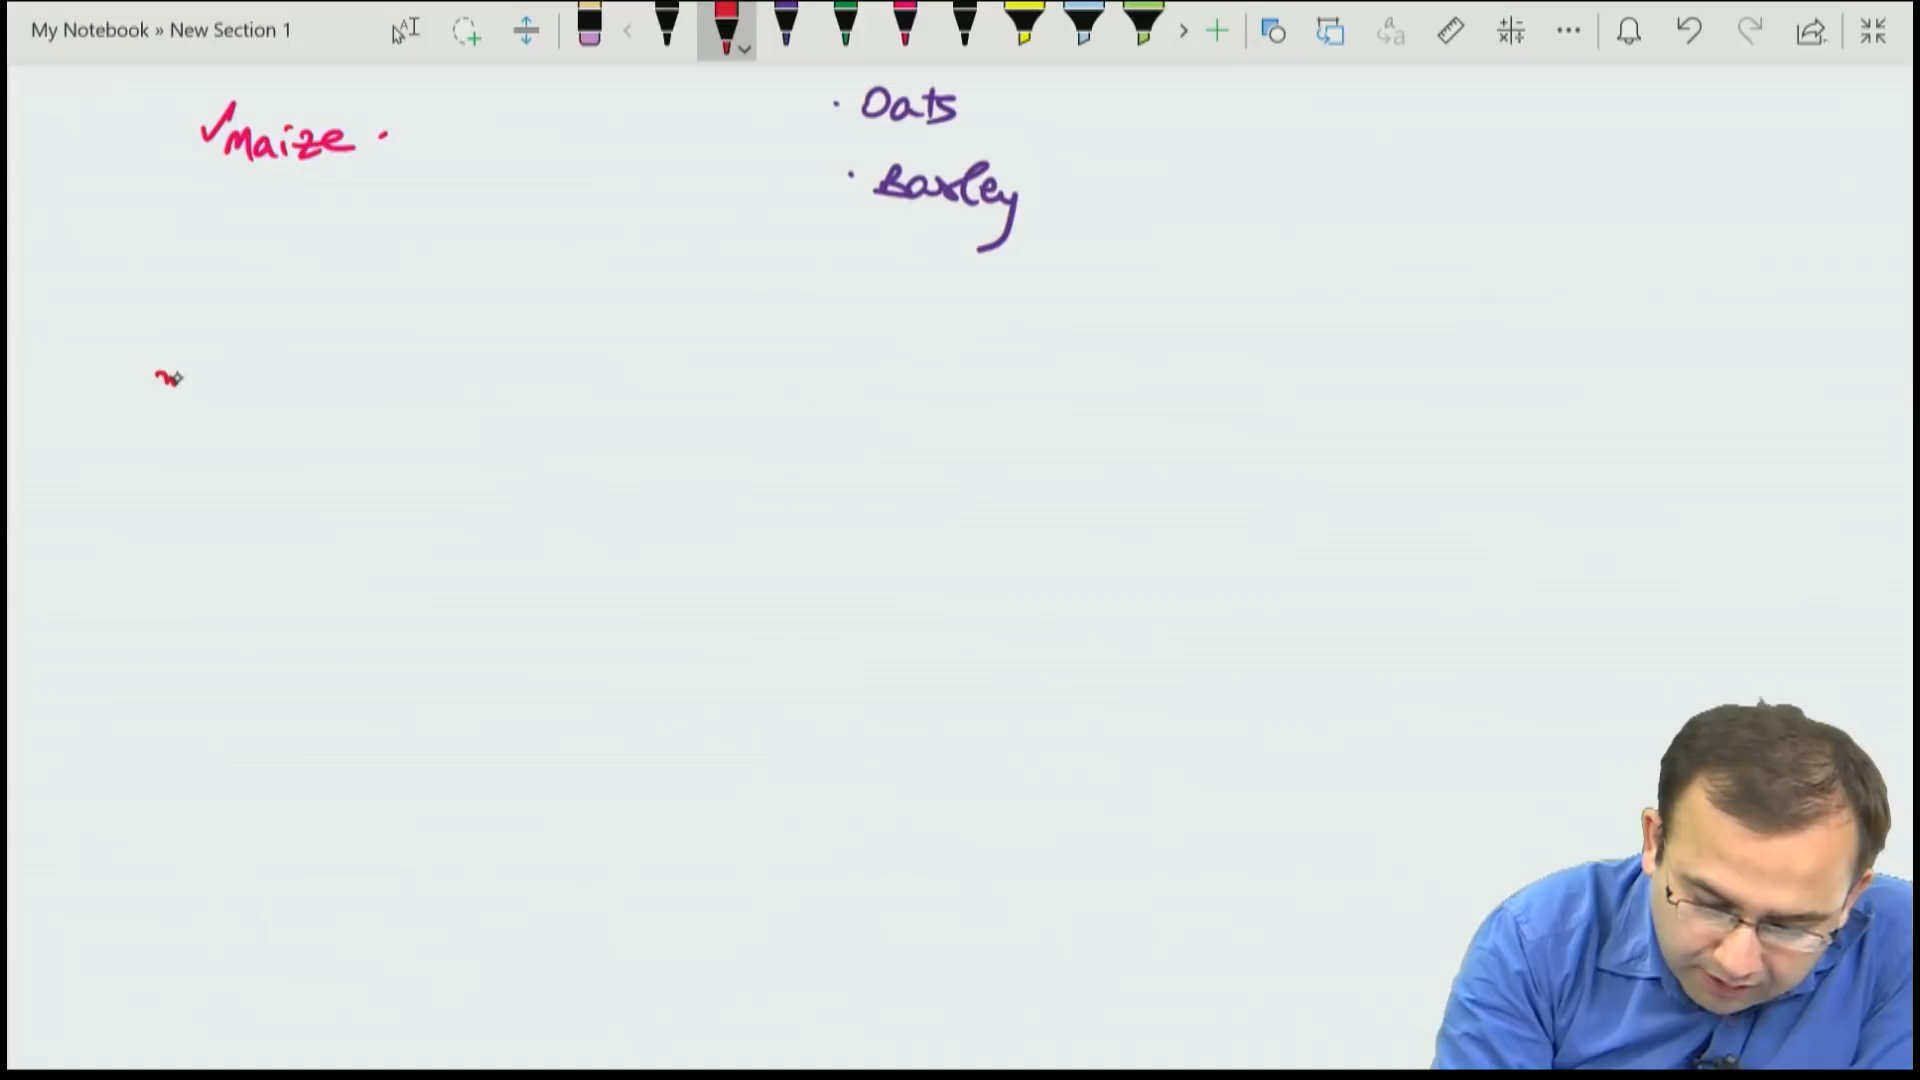 My Notebook » New Section 1
✓ Maize ·
· Oats
· Barley